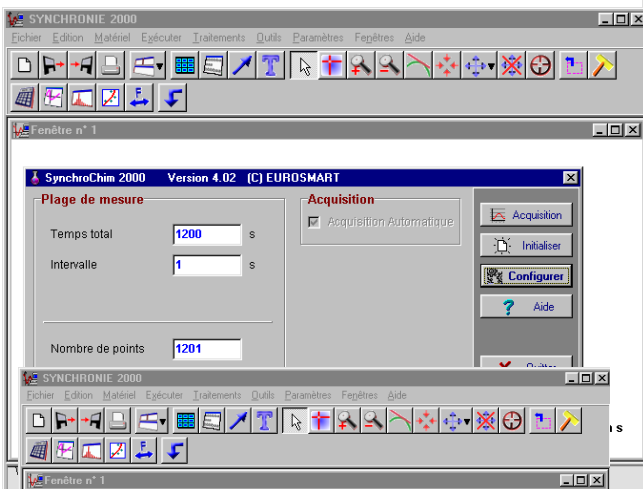 SYNCHRONIE 2000
Fichier Edition Matériel Exécuter Traitements Outils Paramètres Fenêtres Aide
Fenêtre n° 1
SynchroChim 2000 Version 4.02 (C) EUROSMART
Plage de mesure
Acquisition
Acquisition Automatique
Temps total 1200 s
Intervalle 1 s
Nombre de points 1201
Acquisition
Initialiser
Configurer
Aide
SYNCHRONIE 2000
Fichier Edition Matériel Exécuter Traitements Outils Paramètres Fenêtres Aide
Fenêtre n° 1